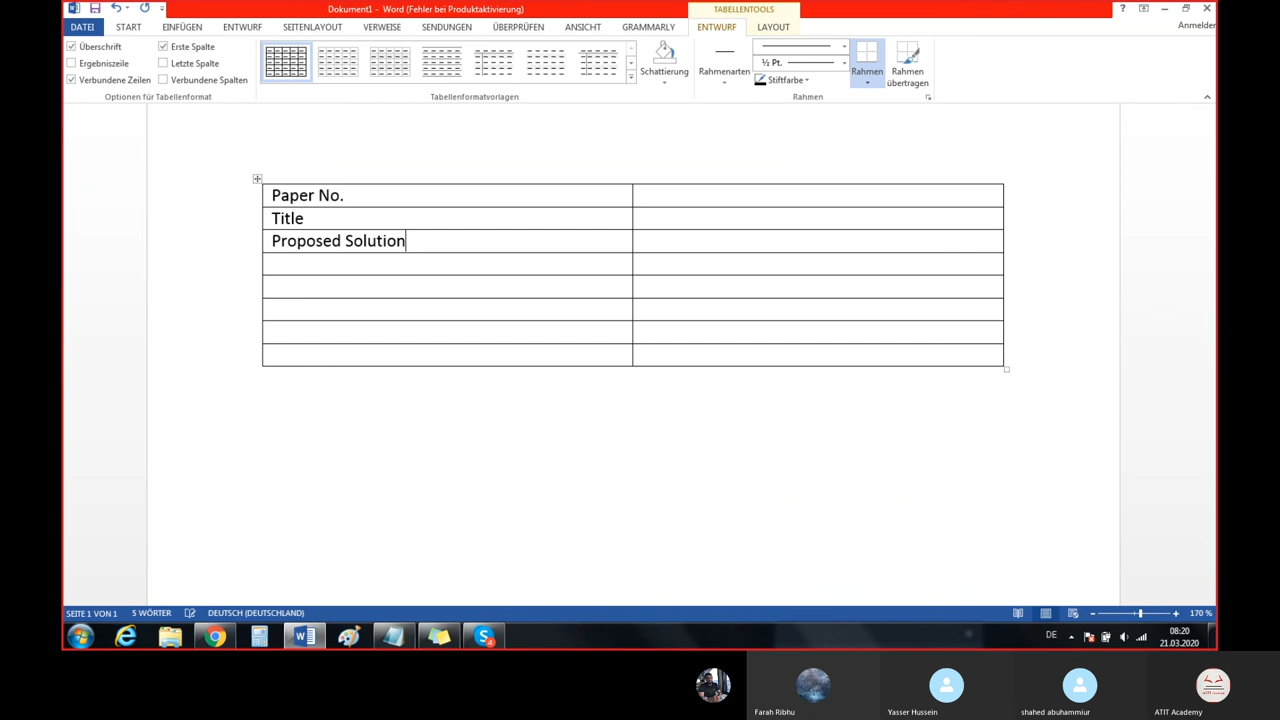 Dokument1 - Word (Fehler bei Produktaktivierung)
TABELLENTOOLS
DATEI START EINFÜGEN ENTWURF SEITENLAYOUT VERWEISE SENDUNGEN ÜBERPRÜFEN ANSICHT GRAMMARLY ENTWURF LAYOUT
Anmelden
Überschrift Erste Spalte
Ergebniszeile Letzte Spalte
Verbundene Zeilen Verbundene Spalten
Optionen für Tabellenformat
Tabellenformatvorlagen
Schattierung
Rahmenarten
½ Pt.
Stiftfarbe
Rahmen
Rahmen
übertragen
Rahmen
Paper No.
Title
Proposed Solution
SEITE 1 VON 1 5 WÖRTER DEUTSCH (DEUTSCHLAND) 170 %
DE
08:20
21.03.2020
Farah Ribhu
Yasser Hussein
shahed abuhammiur
ATIT Academy